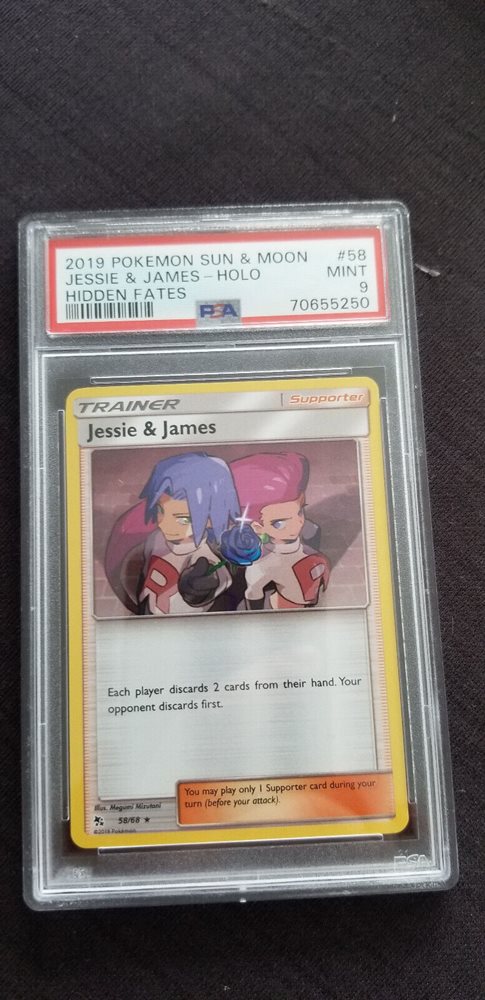 2019 POKEMON SUN & MOON #58
JESSIE & JAMES - HOLO MINT
HIDDEN FATES 9
PSA 70655250
TRAINER Supporter
Jessie & James
R R
Each player discards 2 cards from their hand. Your
opponent discards first.
You may play only 1 Supporter card during your
turn (before your attack).
Illus. Megumi Mizutani
58/68 ★
©2019 Pokémon
PSA